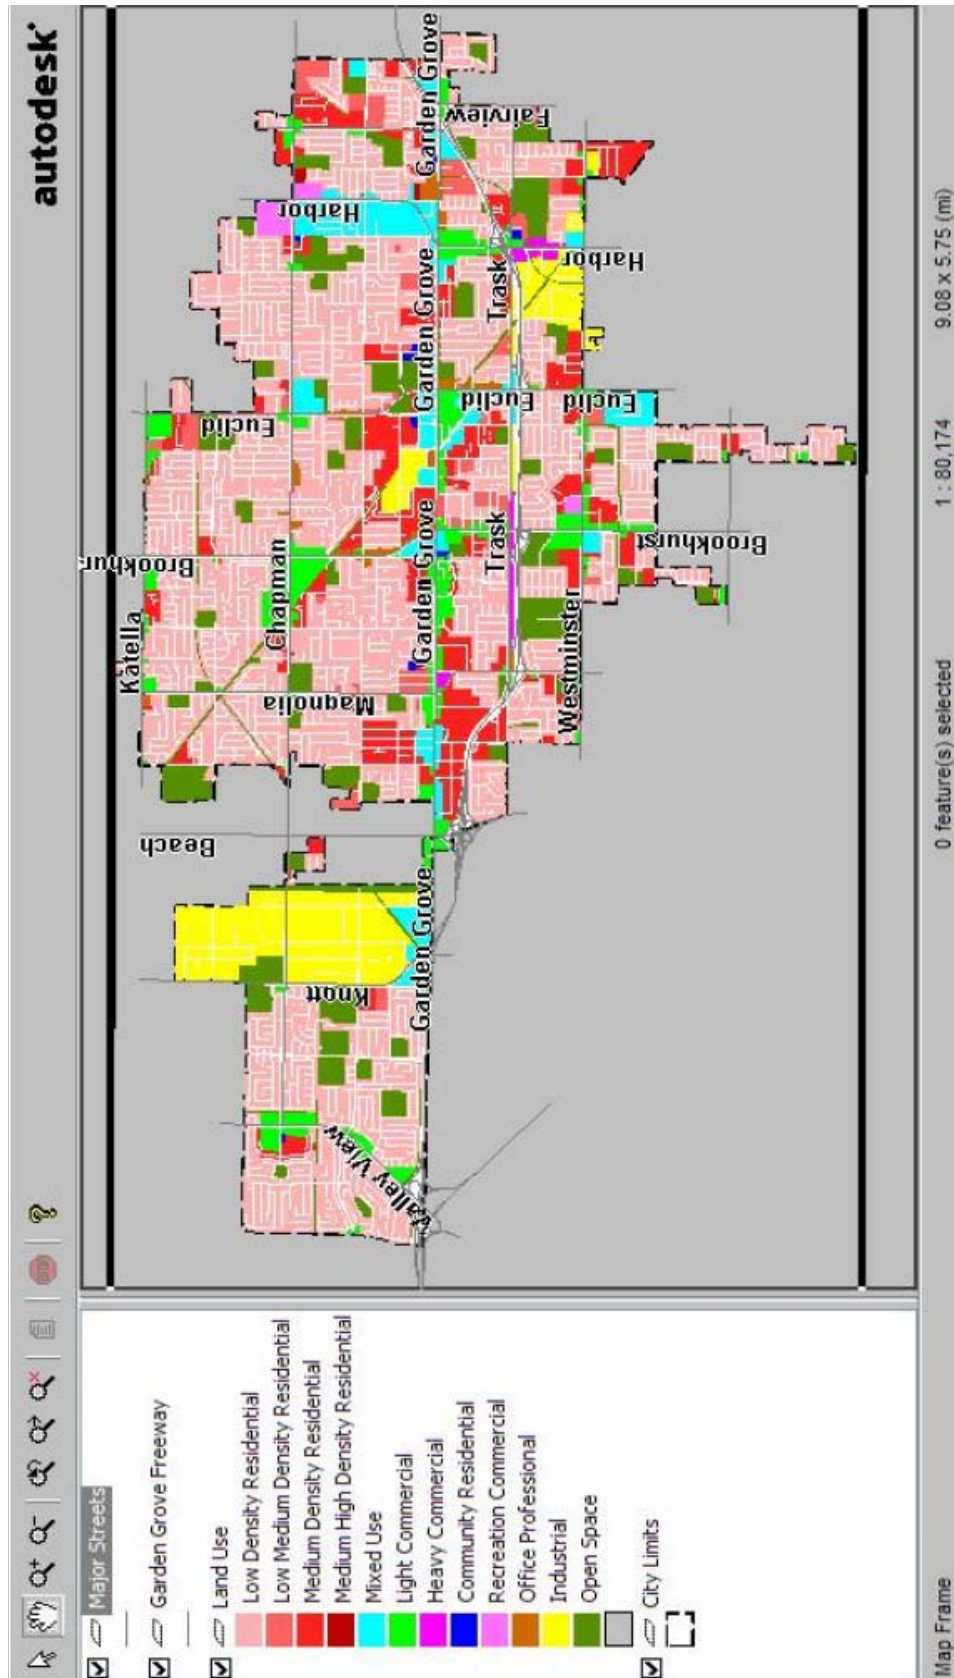 autodesk
Major Streets
Garden Grove Freeway
Land Use
Low Density Residential
Low Medium Density Residential
Medium Density Residential
Medium High Density Residential
Mixed Use
Light Commercial
Heavy Commercial
Community Residential
Recreation Commercial
Office Professional
Industrial
Open Space
City Limits
Katella
Beach
Brookhur
Euclid
Chapman
Magnolia
Harbor
Knott
Valley View
Garden Grove
Garden Grove
Garden Grove
Garden Grove
Fairview
Trask
Trask
Euclid
Euclid
Harbor
Westminster
Brookhurst
Map Frame
0 feature(s) selected
1 : 80,174
9.08 x 5.75 (mi)